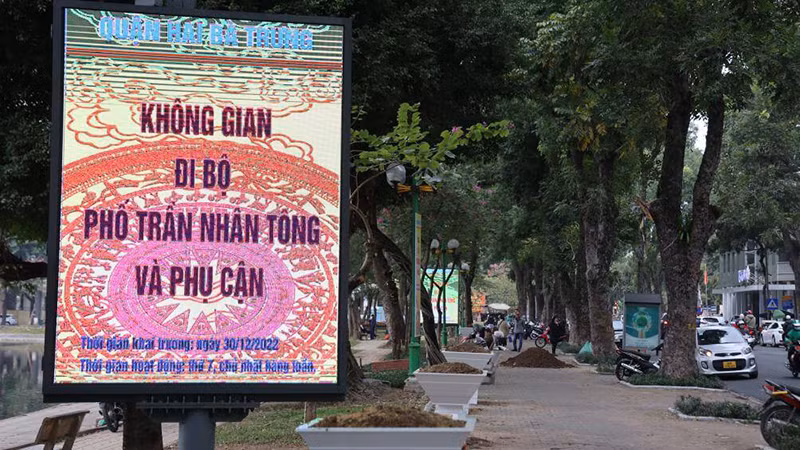 QUẬN HAI BÀ TRƯNG
KHÔNG GIAN
ĐI BỘ
PHỐ TRẦN NHÂN TÔNG
VÀ PHỤ CẬN
Thời gian khai trương: ngày 30/12/2022
Thời gian hoạt động: thứ 7, chủ nhật hàng tuần.